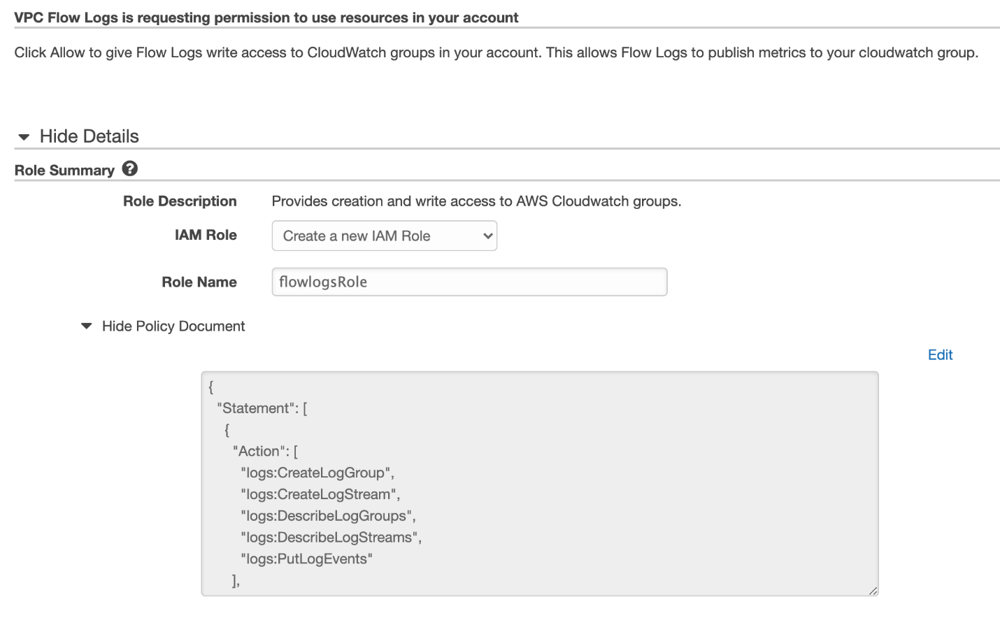 VPC Flow Logs is requesting permission to use resources in your account
Click Allow to give Flow Logs write access to CloudWatch groups in your account. This allows Flow Logs to publish metrics to your cloudwatch group.
Hide Details
Role Summary ?
Role Description Provides creation and write access to AWS Cloudwatch groups.
IAM Role Create a new IAM Role
Role Name flowlogsRole
Hide Policy Document
Edit
{
"Statement": [
{
"Action": [
"logs:CreateLogGroup",
"logs:CreateLogStream",
"logs:DescribeLogGroups",
"logs:DescribeLogStreams",
"logs:PutLogEvents"
],